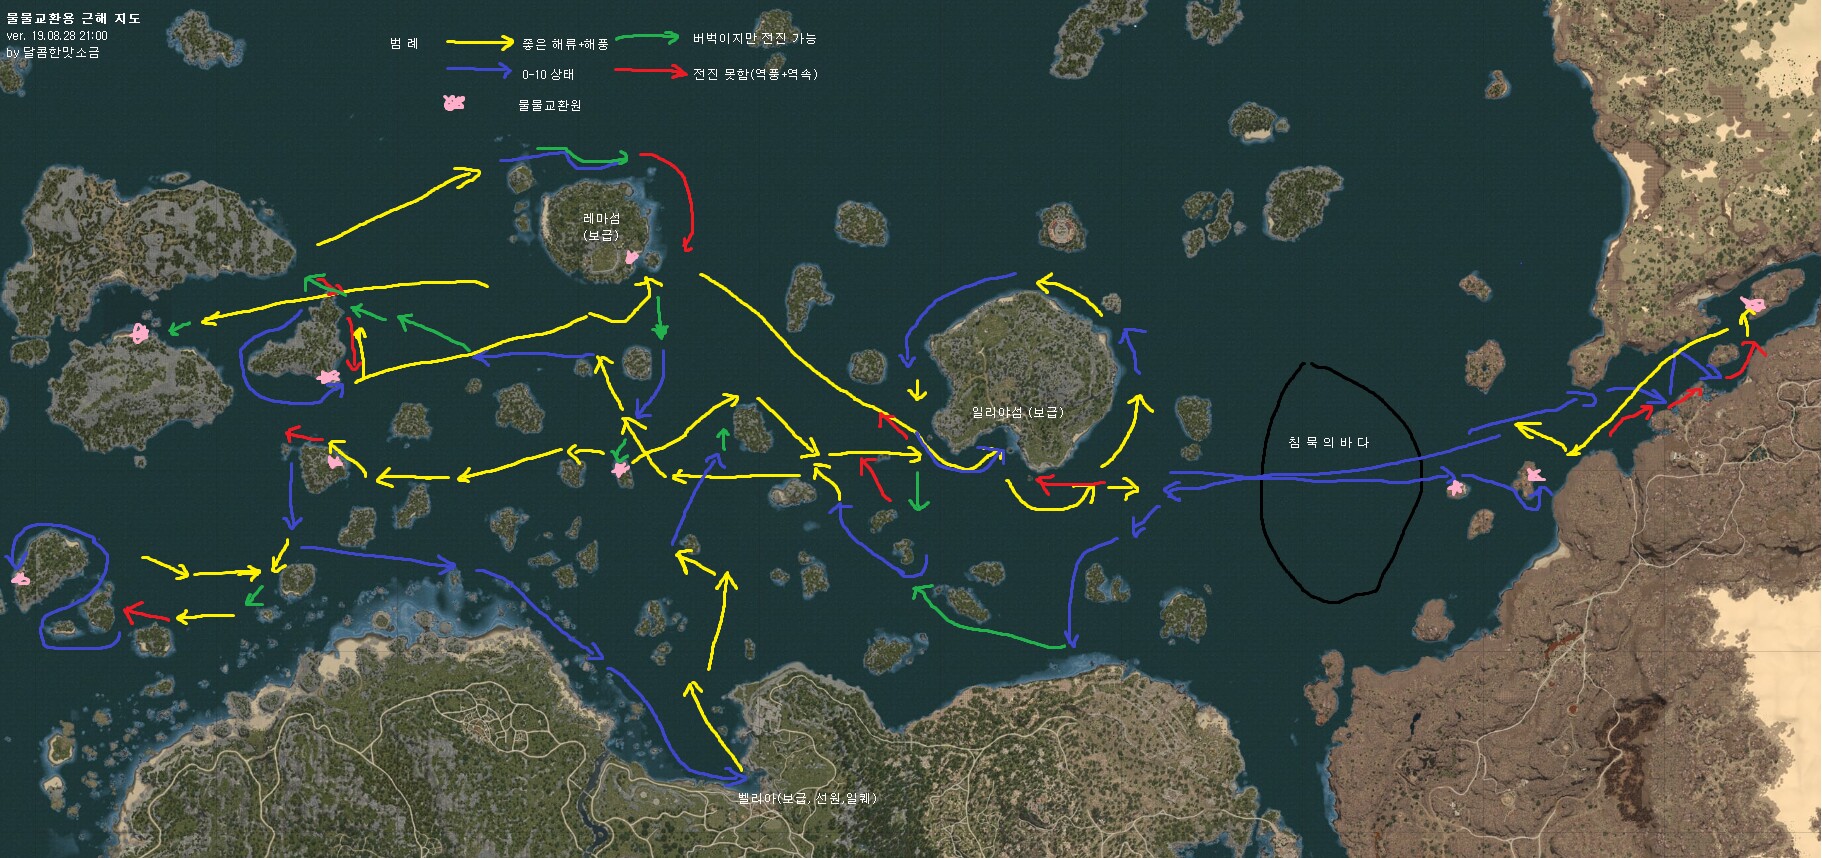 물물교환용 근해 지도
ver. 19.08.28 21:00
by 달콤한맛소금
범 례
좋은 해류+해풍
버벅이지만 전진 가능
0-10 상태
전진 못함(역풍+역속)
물물교환원
레마섬
(보급)
일리야섬 (보급)
침 묵 의 바 다
벨리아(보급, 선원,일퀘)